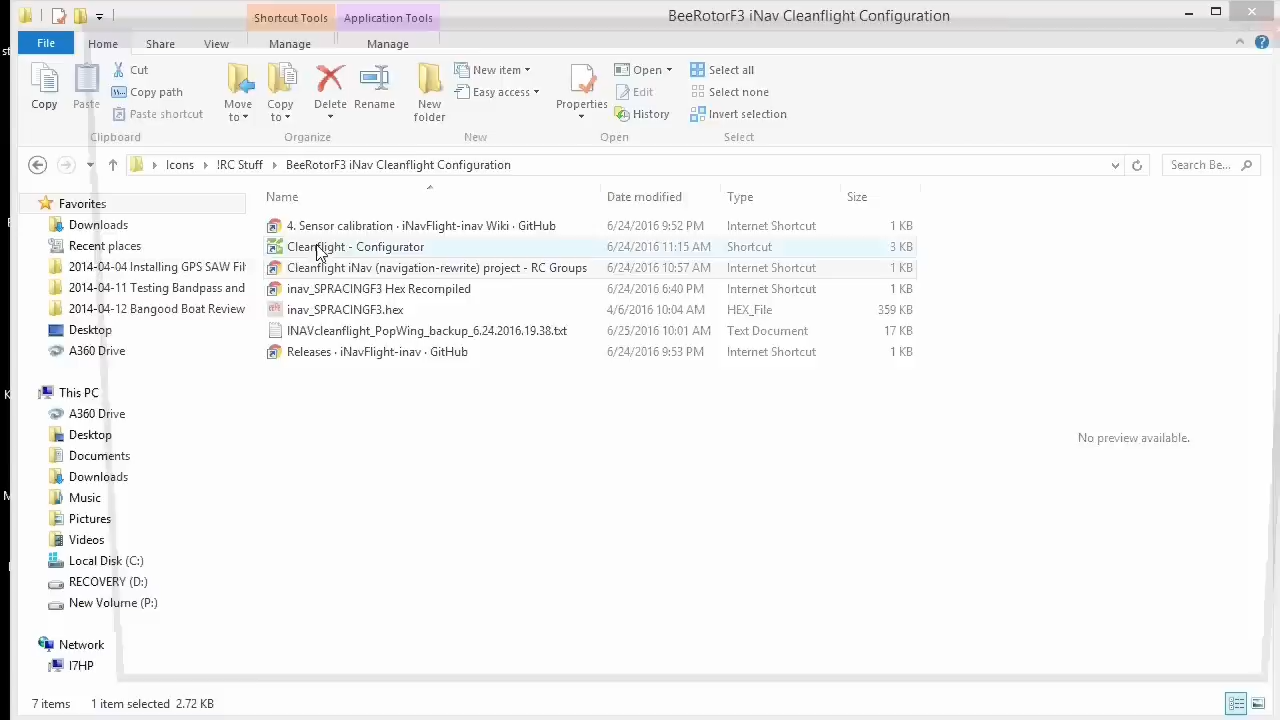 Shortcut Tools Application Tools BeeRotorF3 iNav Cleanflight Configuration
File Home Share View Manage Manage
Copy Paste Cut Copy path Paste shortcut
Move to Copy to Delete Rename New folder
New item Easy access
Properties Open Edit History
Select all Select none Invert selection
Clipboard Organize New Open Select
Icons !RC Stuff BeeRotorF3 iNav Cleanflight Configuration Search Be...
Name Date modified Type Size
4. Sensor calibration · iNavFlight-inav Wiki · GitHub 6/24/2016 9:52 PM Internet Shortcut 1 KB
Cleanflight - Configurator 6/24/2016 11:15 AM Shortcut 3 KB
Cleanflight iNav (navigation-rewrite) project - RC Groups 6/24/2016 10:57 AM Internet Shortcut 1 KB
inav_SPRACINGF3 Hex Recompiled 6/24/2016 6:40 PM Internet Shortcut 1 KB
inav_SPRACINGF3.hex 4/6/2016 10:04 AM HEX_File 359 KB
INAVcleanflight_PopWing_backup_6.24.2016.19.38.txt 6/25/2016 10:01 AM Text Document 17 KB
Releases · iNavFlight-inav · GitHub 6/24/2016 9:53 PM Internet Shortcut 1 KB
Favorites
Downloads
Recent places
2014-04-04 Installing GPS SAW Fil
2014-04-11 Testing Bandpass and
2014-04-12 Bangood Boat Review
Desktop
A360 Drive
This PC
A360 Drive
Desktop
Documents
Downloads
Music
Pictures
Videos
Local Disk (C:)
RECOVERY (D:)
New Volume (P:)
Network
I7HP
No preview available.
7 items 1 item selected 2.72 KB